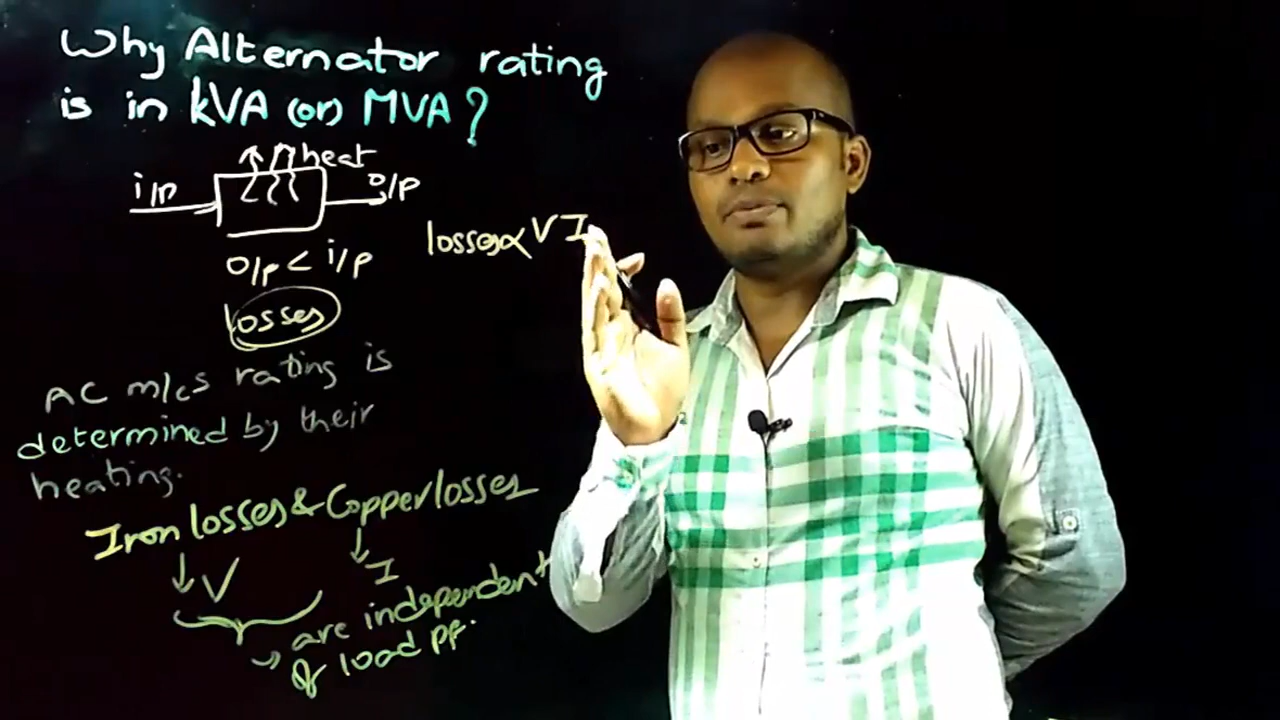 Why Alternator rating
is in kVA (or) MVA?
heat
i/p
o/p
o/p < i/p
losses
losses ∝ VI
AC m/cs rating is
determined by their
heating.
Iron losses & Copper losses
V
I
are independent
of load pf.